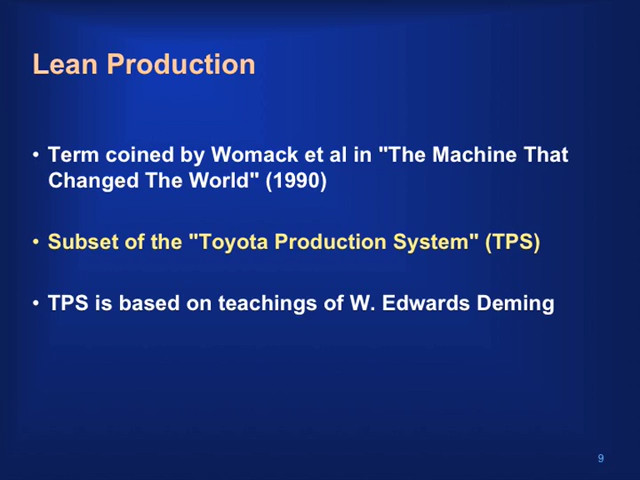 Lean Production
• Term coined by Womack et al in "The Machine That
Changed The World" (1990)
• Subset of the "Toyota Production System" (TPS)
• TPS is based on teachings of W. Edwards Deming
9